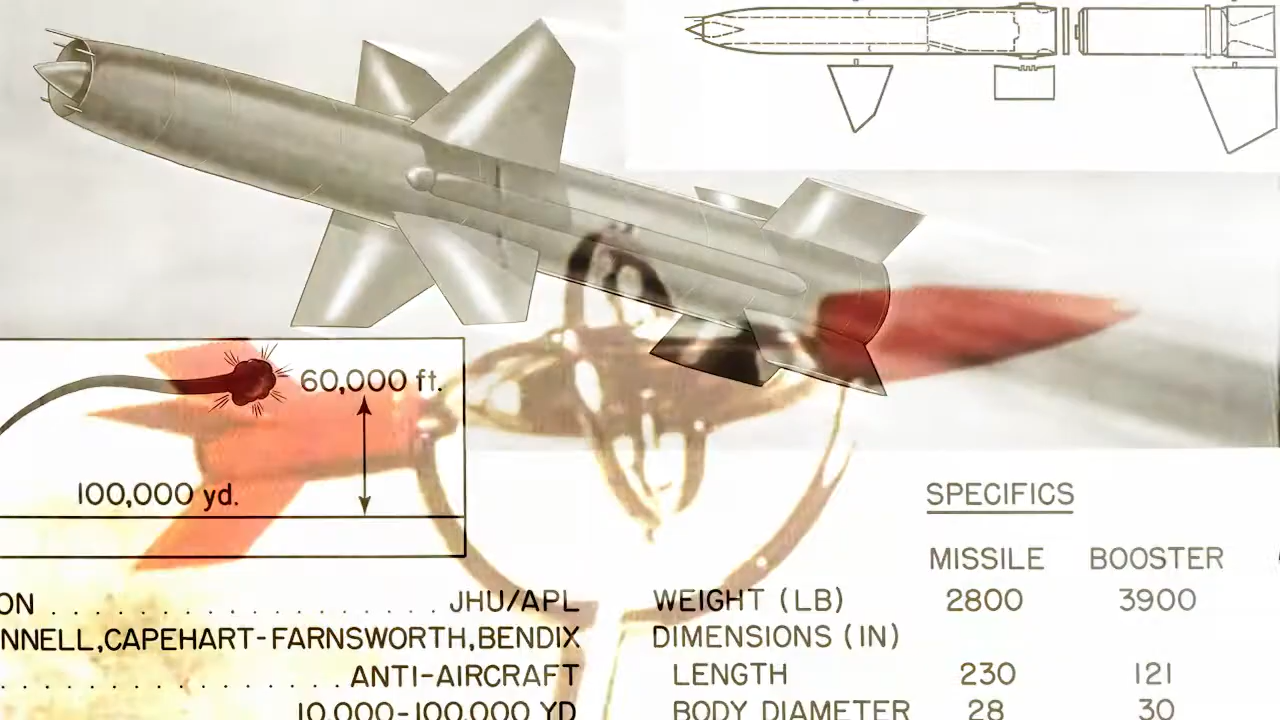 60,000 ft.
100,000 yd.
SPECIFICS
MISSILE BOOSTER
ON . . . . . . . . . . . . . . . . . . . . . JHU/APL
WEIGHT (LB) 2800 3900
NNELL,CAPEHART-FARNSWORTH,BENDIX
DIMENSIONS (IN)
. . . . . . . . . . . . . . . . . ANTI-AIRCRAFT
LENGTH 230 121
10,000-100,000 YD
BODY DIAMETER 28 30